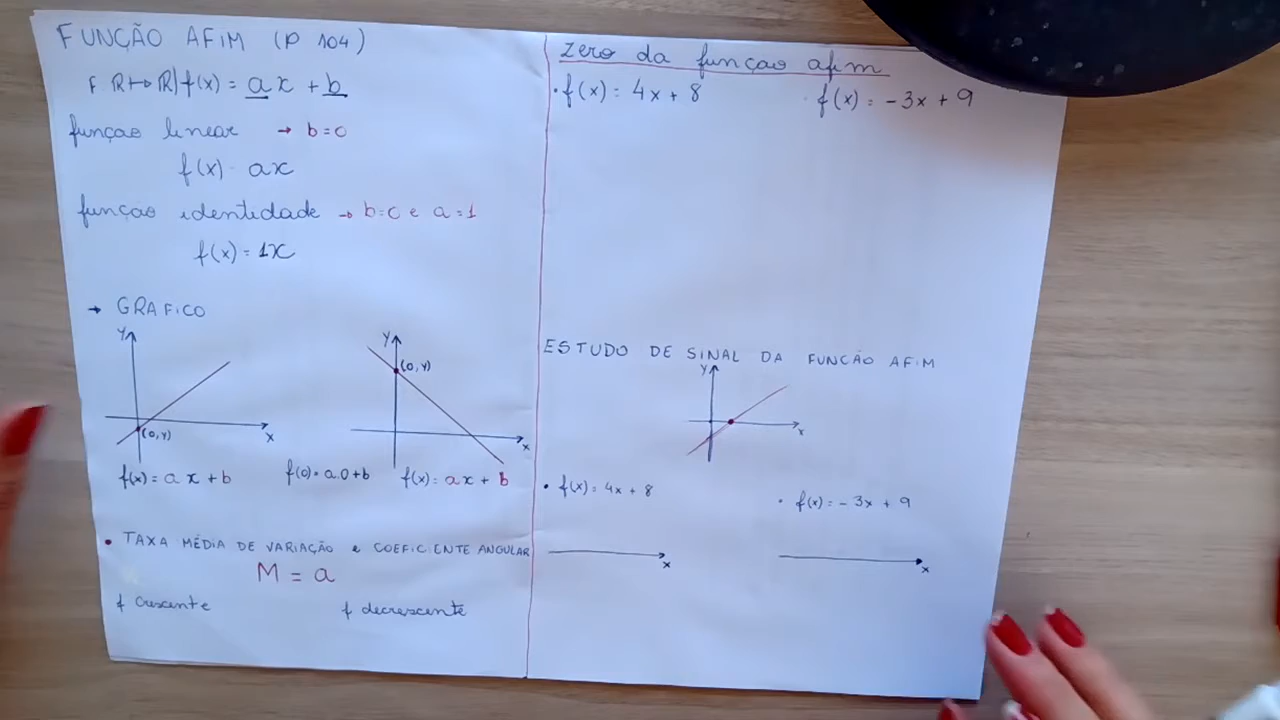 FUNÇÃO AFIM (P 104)
f R↦R|f(x) = ax + b
função linear → b=0
f(x) = ax
função identidade → b=0 e a=1
f(x) = 1x
→ GRAFICO
y
(0,y)
x
f(x) = ax + b
f(0) = a.0+b
y
(0,y)
x
f(x) = ax + b
• TAXA MÉDIA DE VARIAÇÃO e COEFICIENTE ANGULAR
M = a
f crescente
f decrescente
Zero da função afim
• f(x) = 4x + 8
• f(x) = -3x + 9
ESTUDO DE SINAL DA FUNCÃO AFIM
y
x
• f(x) = 4x + 8
• f(x) = -3x + 9
x
x